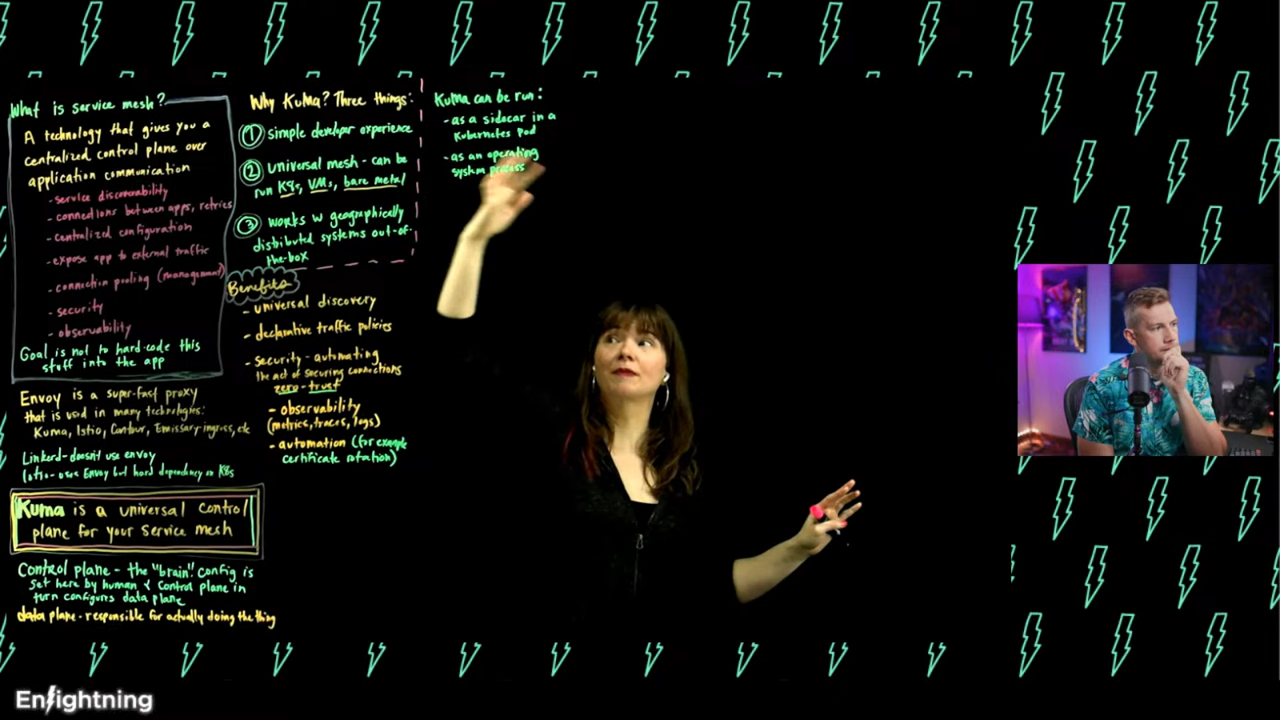 What is service mesh?
A technology that gives you a
centralized control plane over
application communication
- service discoverability
- connections between apps, retries
- centralized configuration
- expose app to external traffic
- connection pooling (management)
- security
- observability
Goal is not to hard-code this
stuff into the app
Envoy is a super-fast proxy
that is used in many technologies:
Kuma, Istio, Contour, Emissary-ingress, etc
Linkerd - doesn't use envoy
Istio - uses Envoy but hard dependency on K8s
Kuma is a universal control
plane for your service mesh
Control plane - the "brain". config is
set here by human & control plane in
turn configures data plane
data plane - responsible for actually doing the thing
Why Kuma? Three things:
1 simple developer experience
2 universal mesh - can be
run K8s, VMs, bare metal
3 works w geographically
distibuted systems out-of-
the-box
Benefits
- universal discovery
- declarative traffic policies
- security - automating
the act of securing connections
zero-trust
- observability
(metrics, traces, logs)
- automation (for example
certificate rotation)
Kuma can be run:
- as a sidecar in a
Kubernetes pod
- as an operating
system process
Enlightning